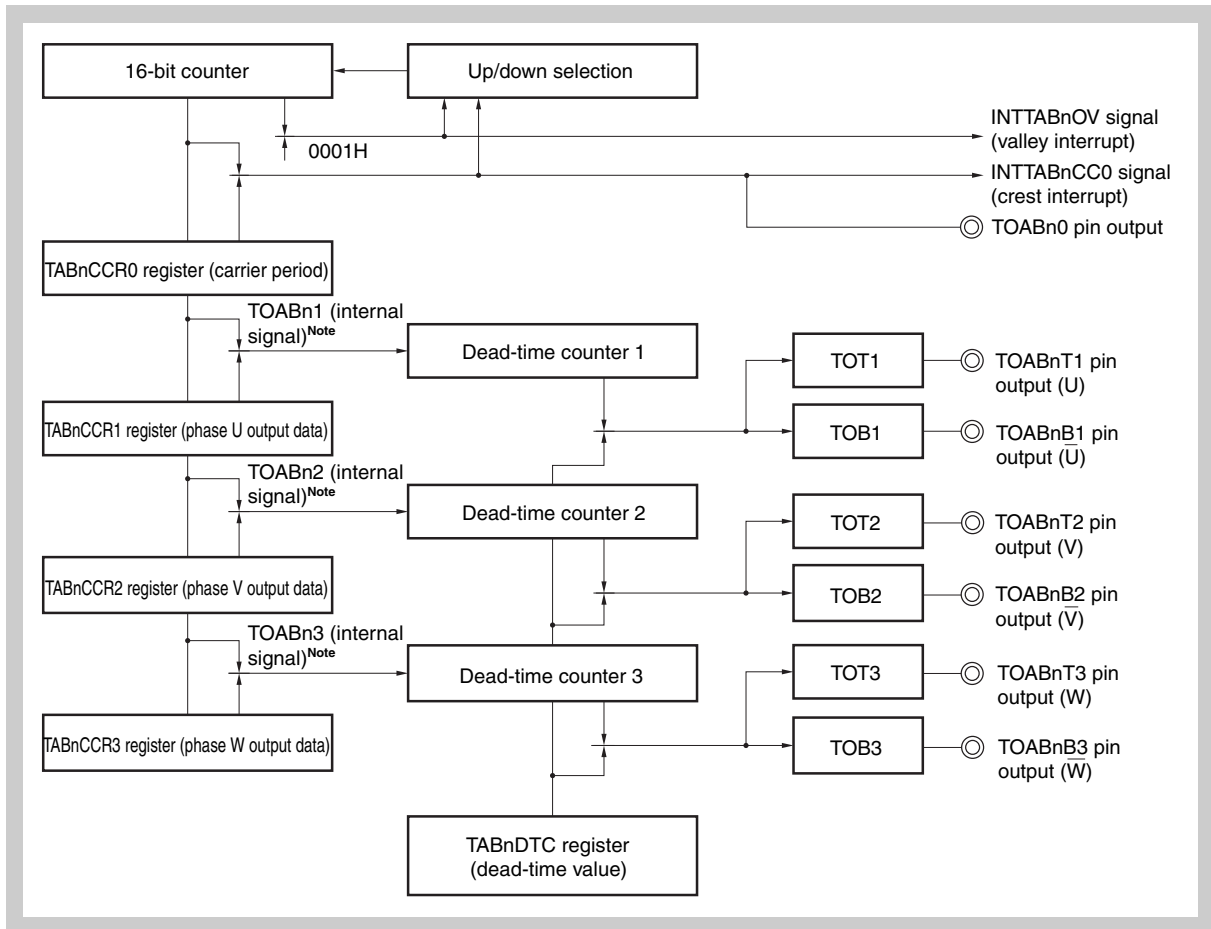 16-bit counter
Up/down selection
0001H
INTTABnOV signal
(valley interrupt)
INTTABnCC0 signal
(crest interrupt)
TOABn0 pin output
TABnCCR0 register (carrier period)
TOABn1 (internal
signal)Note
Dead-time counter 1
TOT1
TOABnT1 pin
output (U)
TABnCCR1 register (phase U output data)
TOB1
TOABnB1 pin
output (U̅)
TOABn2 (internal
signal)Note
Dead-time counter 2
TOT2
TOABnT2 pin
output (V)
TABnCCR2 register (phase V output data)
TOB2
TOABnB2 pin
output (V̅)
TOABn3 (internal
signal)Note
Dead-time counter 3
TOT3
TOABnT3 pin
output (W)
TABnCCR3 register (phase W output data)
TOB3
TOABnB3 pin
output (W̅)
TABnDTC register
(dead-time value)